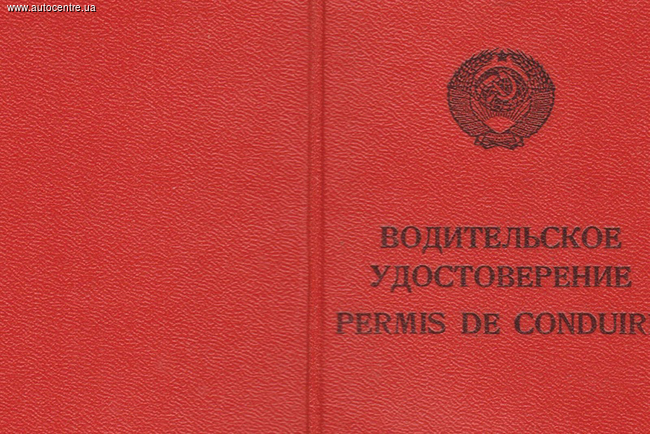 www.autocentre.ua
ВОДИТЕЛЬСКОЕ
УДОСТОВЕРЕНИЕ
PERMIS DE CONDUIR